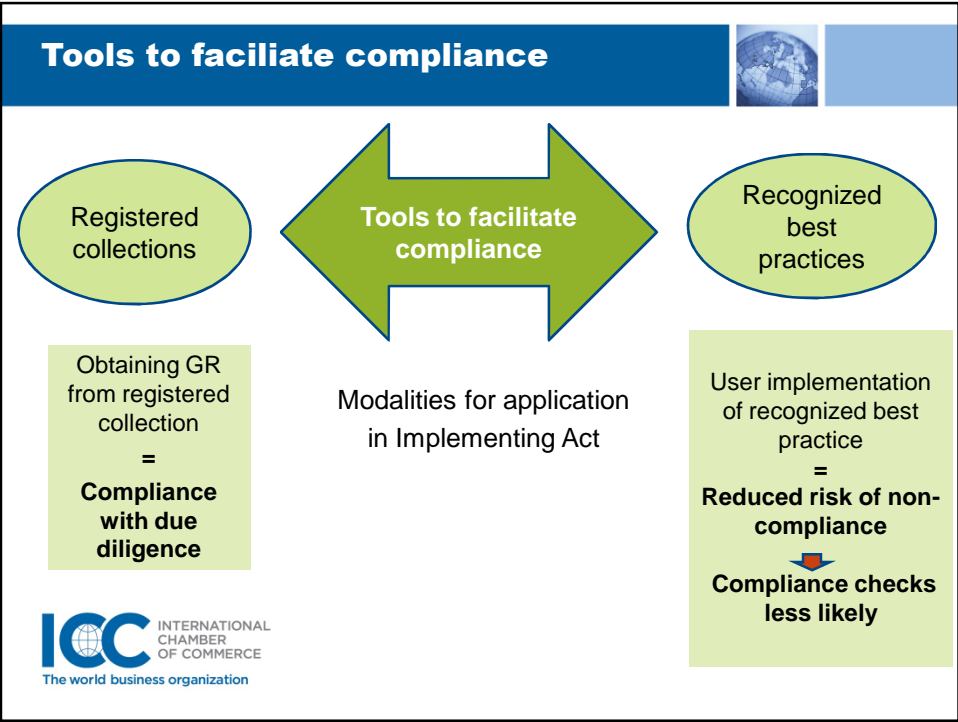 Tools to faciliate compliance
Registered
collections
Tools to facilitate
compliance
Recognized
best
practices
Obtaining GR
from registered
collection
=
Compliance
with due
diligence
Modalities for application
in Implementing Act
User implementation
of recognized best
practice
=
Reduced risk of non-
compliance
Compliance checks
less likely
ICC
INTERNATIONAL
CHAMBER
OF COMMERCE
The world business organization